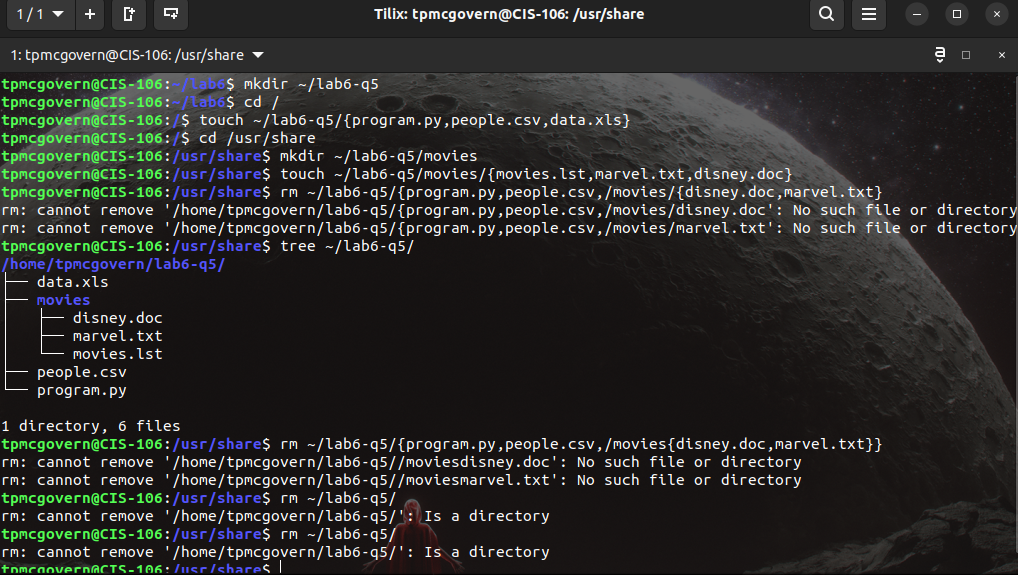 1 / 1
Tilix: tpmcgovern@CIS-106: /usr/share
1: tpmcgovern@CIS-106: /usr/share
tpmcgovern@CIS-106:~/lab6$ mkdir ~/lab6-q5
tpmcgovern@CIS-106:~/lab6$ cd /
tpmcgovern@CIS-106:/$ touch ~/lab6-q5/{program.py,people.csv,data.xls}
tpmcgovern@CIS-106:/$ cd /usr/share
tpmcgovern@CIS-106:/usr/share$ mkdir ~/lab6-q5/movies
tpmcgovern@CIS-106:/usr/share$ touch ~/lab6-q5/movies/{movies.lst,marvel.txt,disney.doc}
tpmcgovern@CIS-106:/usr/share$ rm ~/lab6-q5/{program.py,people.csv,/movies/{disney.doc,marvel.txt}
rm: cannot remove '/home/tpmcgovern/lab6-q5/{program.py,people.csv,/movies/disney.doc': No such file or directory
rm: cannot remove '/home/tpmcgovern/lab6-q5/{program.py,people.csv,/movies/marvel.txt': No such file or directory
tpmcgovern@CIS-106:/usr/share$ tree ~/lab6-q5/
/home/tpmcgovern/lab6-q5/
├── data.xls
├── movies
│   ├── disney.doc
│   ├── marvel.txt
│   └── movies.lst
├── people.csv
└── program.py
1 directory, 6 files
tpmcgovern@CIS-106:/usr/share$ rm ~/lab6-q5/{program.py,people.csv,/movies{disney.doc,marvel.txt}}
rm: cannot remove '/home/tpmcgovern/lab6-q5//moviesdisney.doc': No such file or directory
rm: cannot remove '/home/tpmcgovern/lab6-q5//moviesmarvel.txt': No such file or directory
tpmcgovern@CIS-106:/usr/share$ rm ~/lab6-q5/
rm: cannot remove '/home/tpmcgovern/lab6-q5/': Is a directory
tpmcgovern@CIS-106:/usr/share$ rm ~/lab6-q5/
rm: cannot remove '/home/tpmcgovern/lab6-q5/': Is a directory
tpmcgovern@CIS-106:/usr/share$